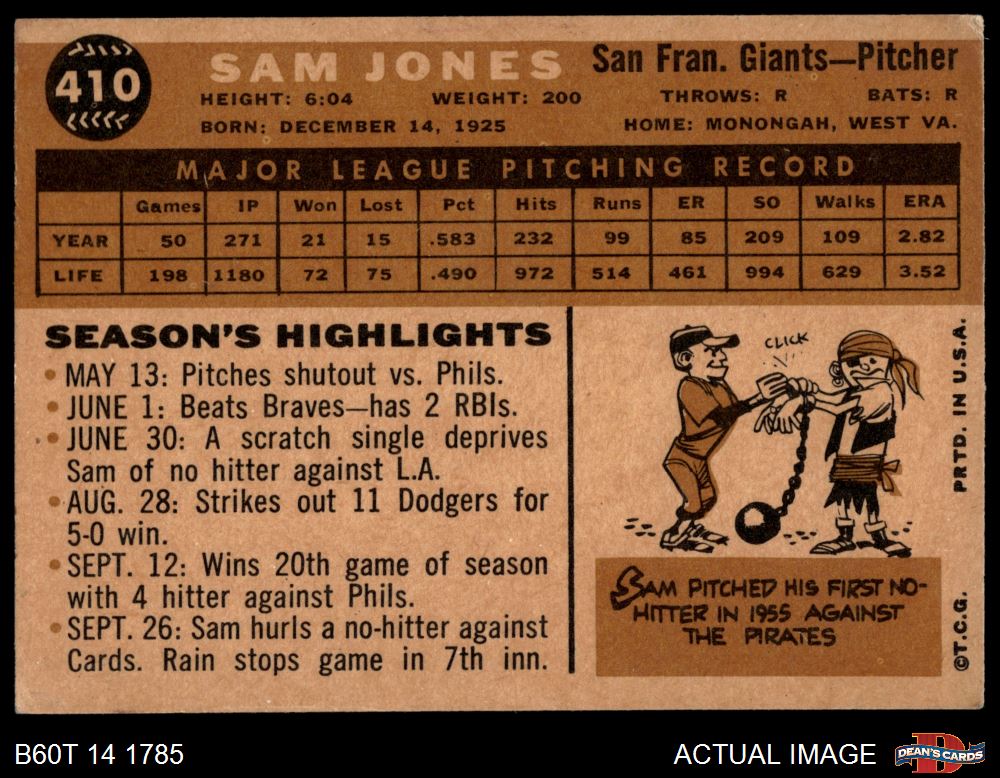 410
SAM JONES
San Fran. Giants—Pitcher
HEIGHT: 6:04 WEIGHT: 200 THROWS: R BATS: R
BORN: DECEMBER 14, 1925 HOME: MONONGAH, WEST VA.
MAJOR LEAGUE PITCHING RECORD
Games IP Won Lost Pct Hits Runs ER SO Walks ERA
YEAR 50 271 21 15 .583 232 99 85 209 109 2.82
LIFE 198 1180 72 75 .490 972 514 461 994 629 3.52
SEASON'S HIGHLIGHTS
• MAY 13: Pitches shutout vs. Phils.
• JUNE 1: Beats Braves—has 2 RBIs.
• JUNE 30: A scratch single deprives
Sam of no hitter against L.A.
• AUG. 28: Strikes out 11 Dodgers for
5-0 win.
• SEPT. 12: Wins 20th game of season
with 4 hitter against Phils.
• SEPT. 26: Sam hurls a no-hitter against
Cards. Rain stops game in 7th inn.
CLICK
SAM PITCHED HIS FIRST NO-
HITTER IN 1955 AGAINST
THE PIRATES
PRTD. IN U.S.A.
©T.C.G.
B60T 14 1785
ACTUAL IMAGE
D
DEAN'S CARDS